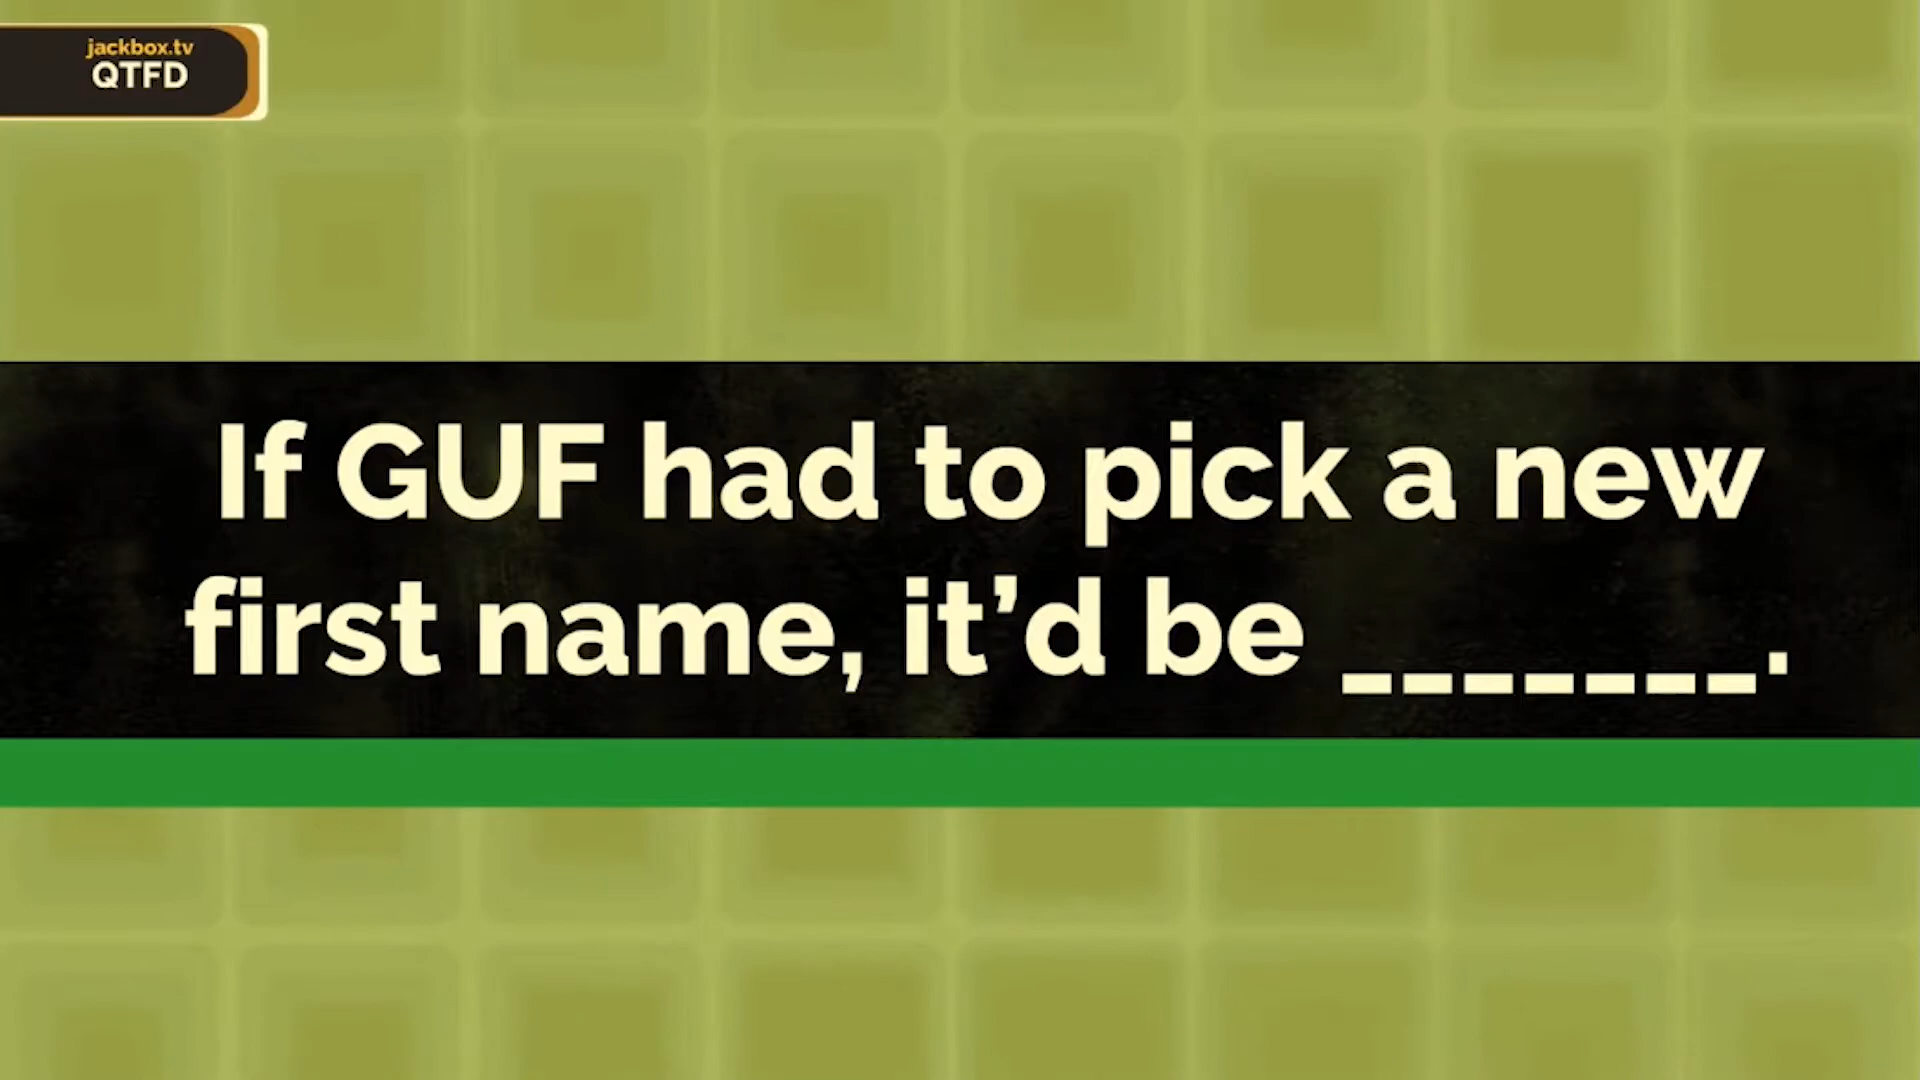 jackbox.tv
QTFD
If GUF had to pick a new
first name, it’d be _______.